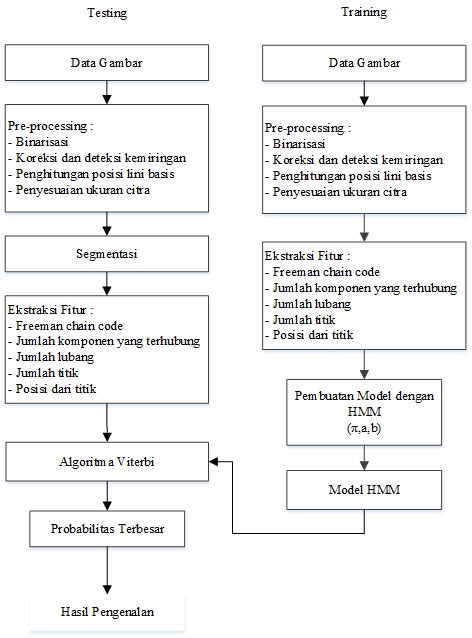 Testing
Data Gambar
Pre-processing :
- Binarisasi
- Koreksi dan deteksi kemiringan
- Penghitungan posisi lini basis
- Penyesuaian ukuran citra
Segmentasi
Ekstraksi Fitur :
- Freeman chain code
- Jumlah komponen yang terhubung
- Jumlah lubang
- Jumlah titik
- Posisi dari titik
Algoritma Viterbi
Probabilitas Terbesar
Hasil Pengenalan
Training
Data Gambar
Pre-processing :
- Binarisasi
- Koreksi dan deteksi kemiringan
- Penghitungan posisi lini basis
- Penyesuaian ukuran citra
Ekstraksi Fitur :
- Freeman chain code
- Jumlah komponen yang terhubung
- Jumlah lubang
- Jumlah titik
- Posisi dari titik
Pembuatan Model dengan
HMM
(π,a,b)
Model HMM